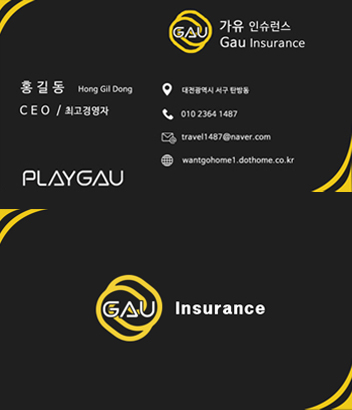 GAU
가유 인슈런스
Gau Insurance
홍길동 Hong Gil Dong
CEO / 최고경영자
대전광역시 서구 탄방동
010 2364 1487
travel1487@naver.com
wantgohome1.dothome.co.kr
PLAYGAU
GAU Insurance